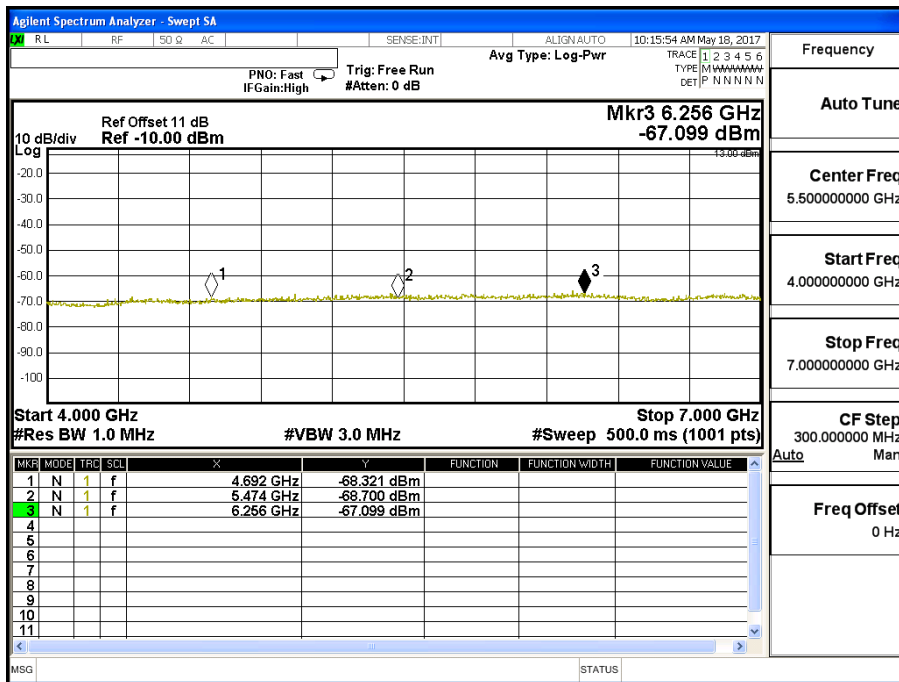 Agilent Spectrum Analyzer - Swept SA
LXI RL RF 50 Ω AC SENSE:INT ALIGN AUTO 10:15:54 AM May 18, 2017
Frequency
Avg Type: Log-Pwr TRACE 1 2 3 4 5 6
PNO: Fast Trig: Free Run TYPE M WWWWW
IFGain:High #Atten: 0 dB DET P N N N N N
Auto Tune
Mkr3 6.256 GHz
Ref Offset 11 dB
10 dB/div Ref -10.00 dBm -67.099 dBm
Log
-13.00 dBm
-20.0
-30.0
-40.0
-50.0
-60.0
-70.0
-80.0
-90.0
-100
1
2
3
Center Freq
5.500000000 GHz
Start Freq
4.000000000 GHz
Stop Freq
7.000000000 GHz
Start 4.000 GHz Stop 7.000 GHz
#Res BW 1.0 MHz #VBW 3.0 MHz #Sweep 500.0 ms (1001 pts)
CF Step
300.000000 MHz
Auto Man
Freq Offset
0 Hz
MKR MODE TRC SCL X Y FUNCTION FUNCTION WIDTH FUNCTION VALUE
1 N 1 f 4.692 GHz -68.321 dBm
2 N 1 f 5.474 GHz -68.700 dBm
3 N 1 f 6.256 GHz -67.099 dBm
4
5
6
7
8
9
10
11
MSG STATUS